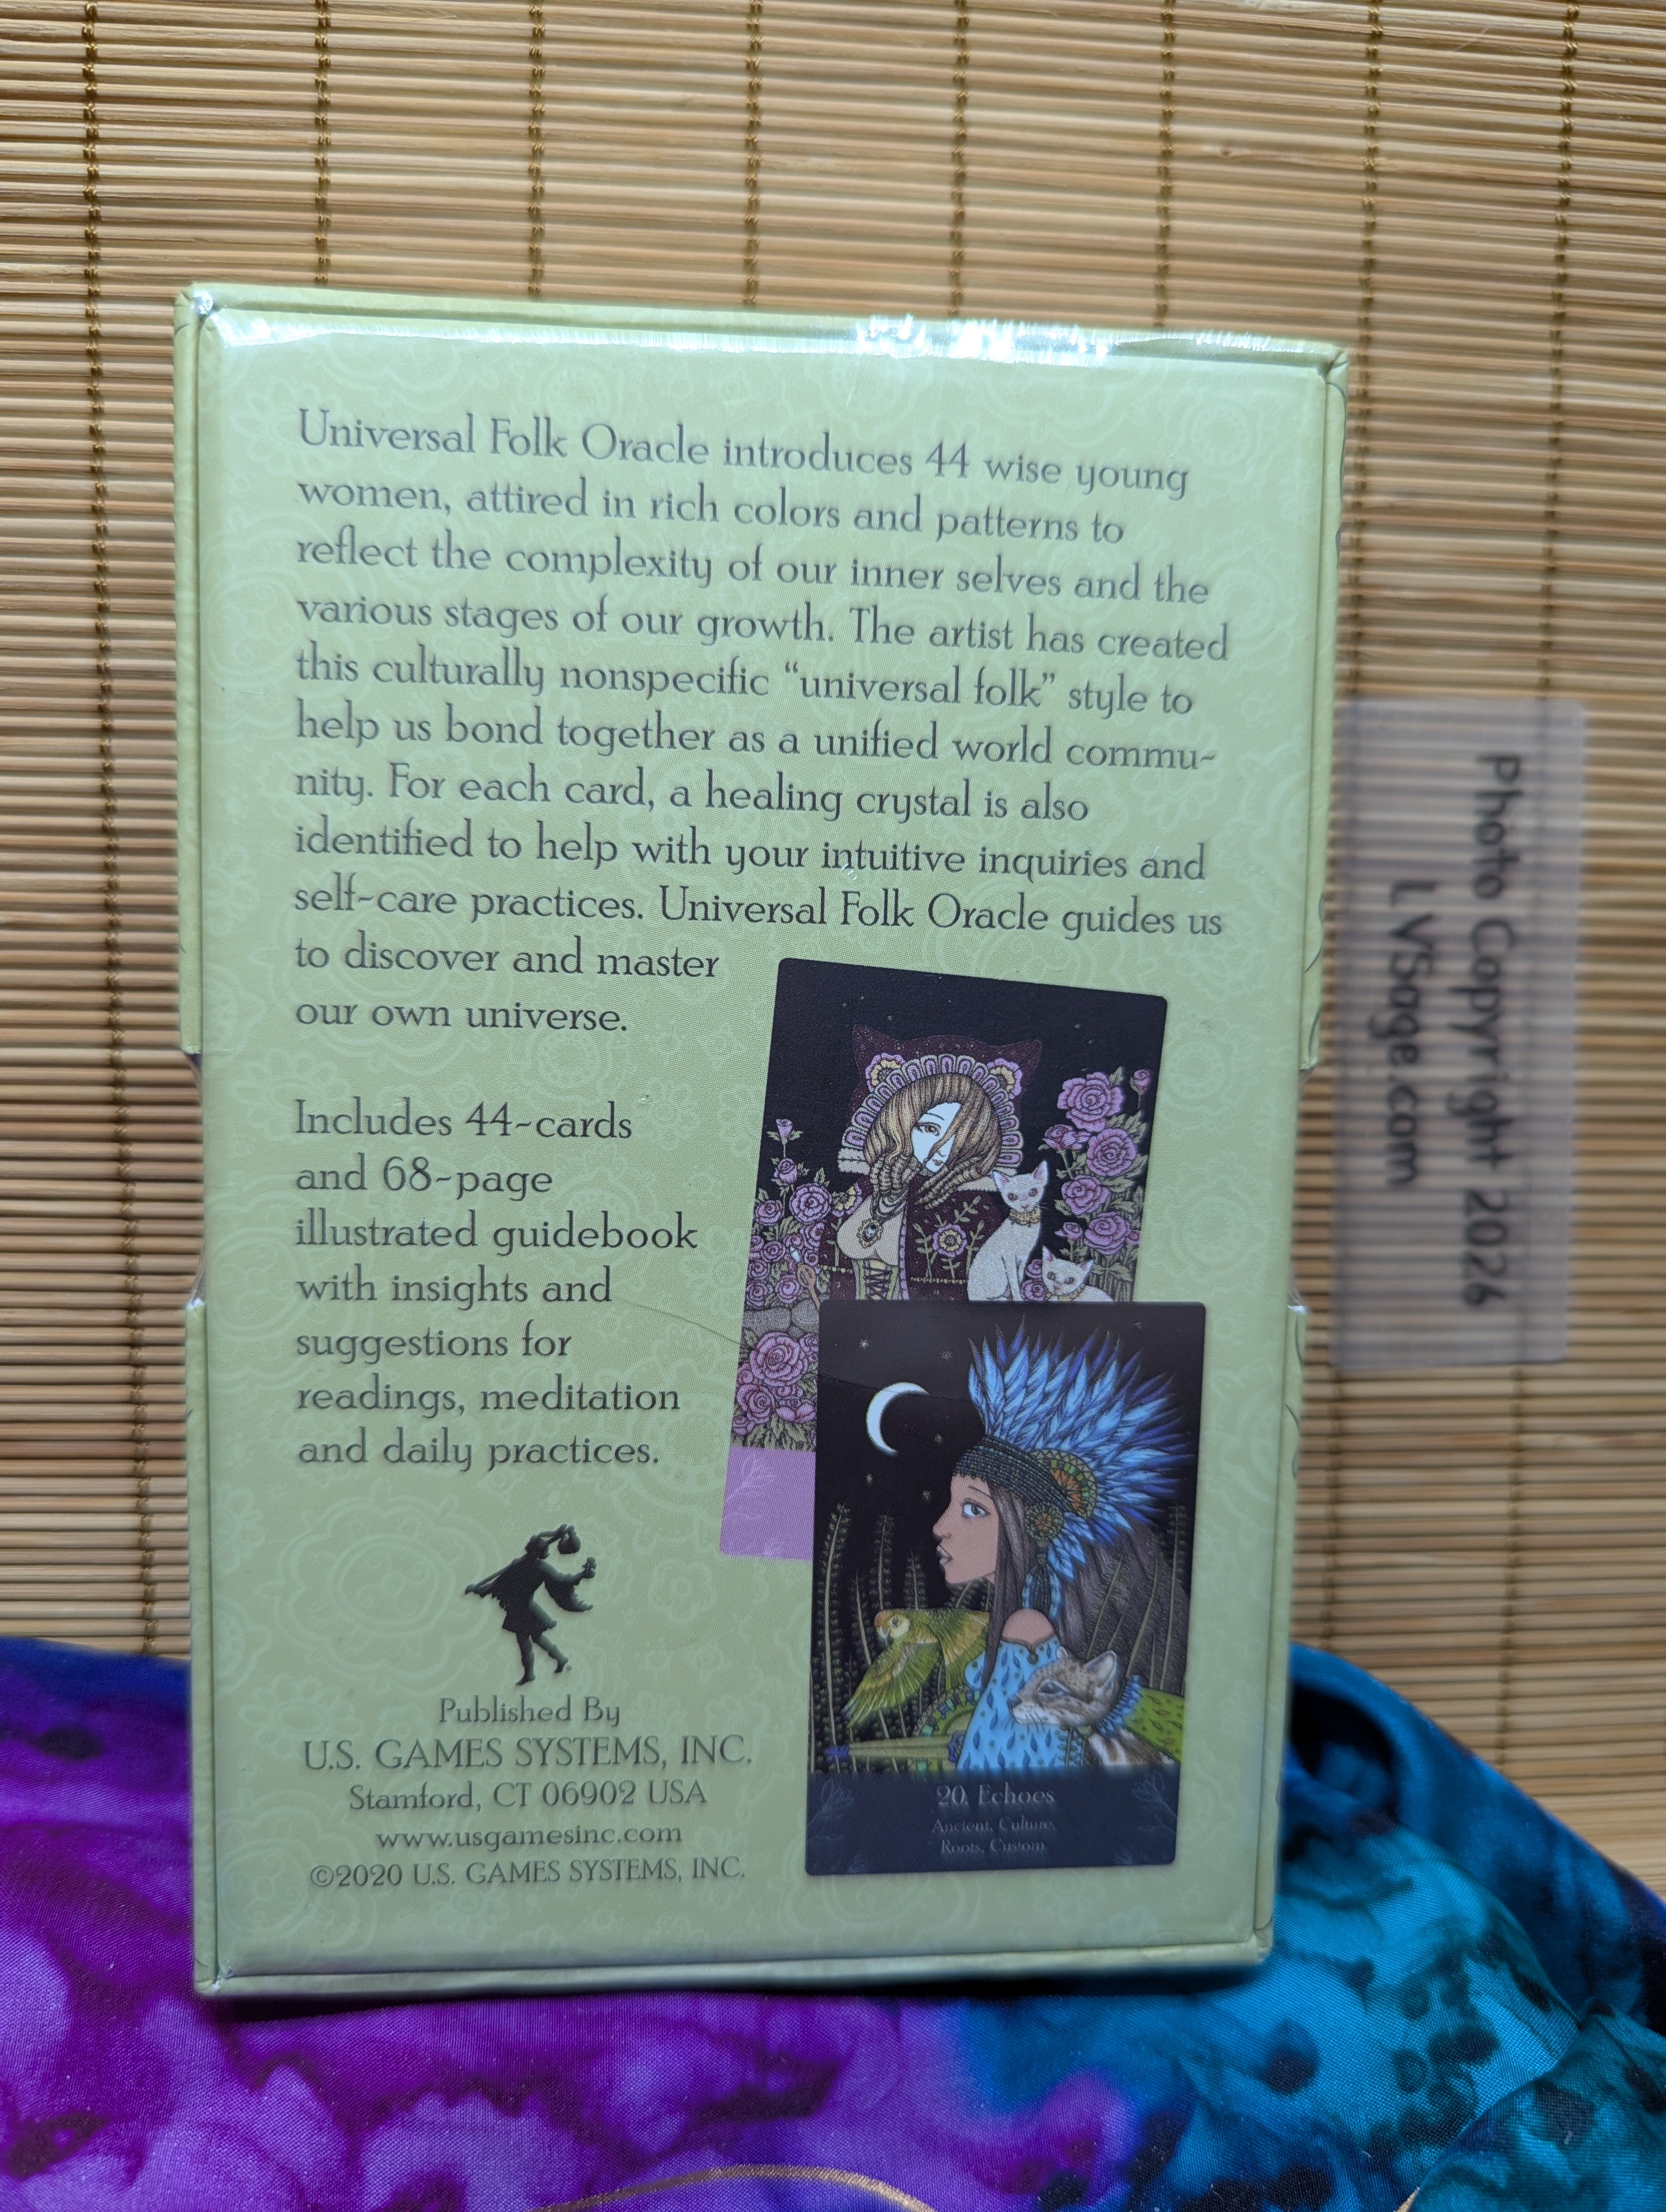 Universal Folk Oracle introduces 44 wise young
women, attired in rich colors and patterns to
reflect the complexity of our inner selves and the
various stages of our growth. The artist has created
this culturally nonspecific “universal folk” style to
help us bond together as a unified world commu-
nity. For each card, a healing crystal is also
identified to help with your intuitive inquiries and
self-care practices. Universal Folk Oracle guides us
to discover and master
our own universe.
Includes 44-cards
and 68-page
illustrated guidebook
with insights and
suggestions for
readings, meditation
and daily practices.
Published By
U.S. GAMES SYSTEMS, INC.
Stamford, CT 06902 USA
www.usgamesinc.com
©2020 U.S. GAMES SYSTEMS, INC.
20. Echoes
Ancient, Culture,
Roots, Custom
Photo Copyright 2026
LVSage.com